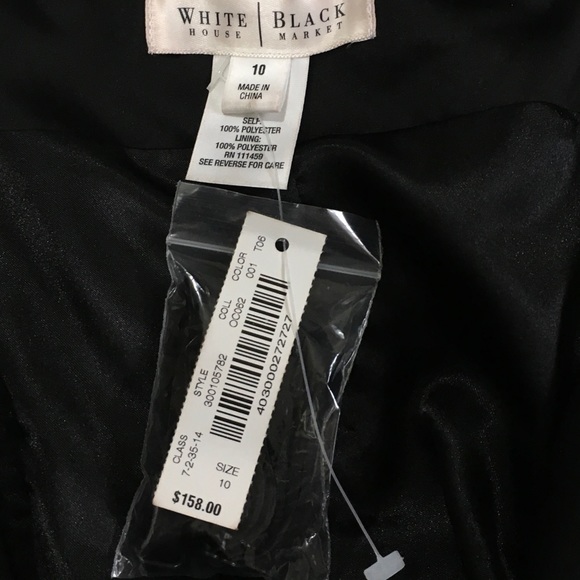 WHITE | BLACK
HOUSE | MARKET
10
MADE IN
CHINA
SELF:
100% POLYESTER
LINING:
100% POLYESTER
RN 111459
SEE REVERSE FOR CARE
CLASS
7-2-35-14
STYLE
300105782
COLL
OC062
COLOR
001
T06
403000272727
SIZE
10
$158.00